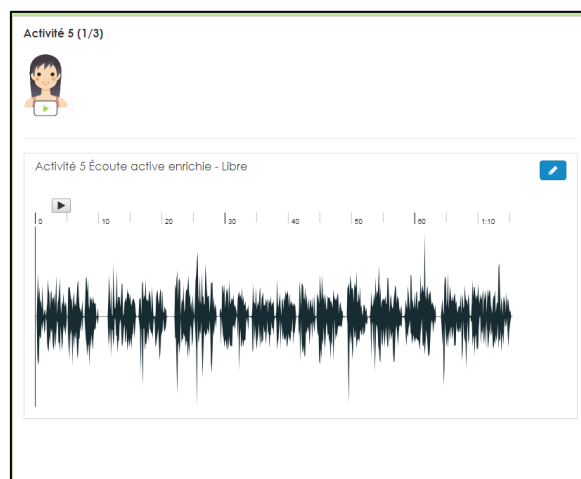 Activité 5 (1/3)
Activité 5 Écoute active enrichie - Libre
0 10 20 30 40 50 60 1:10